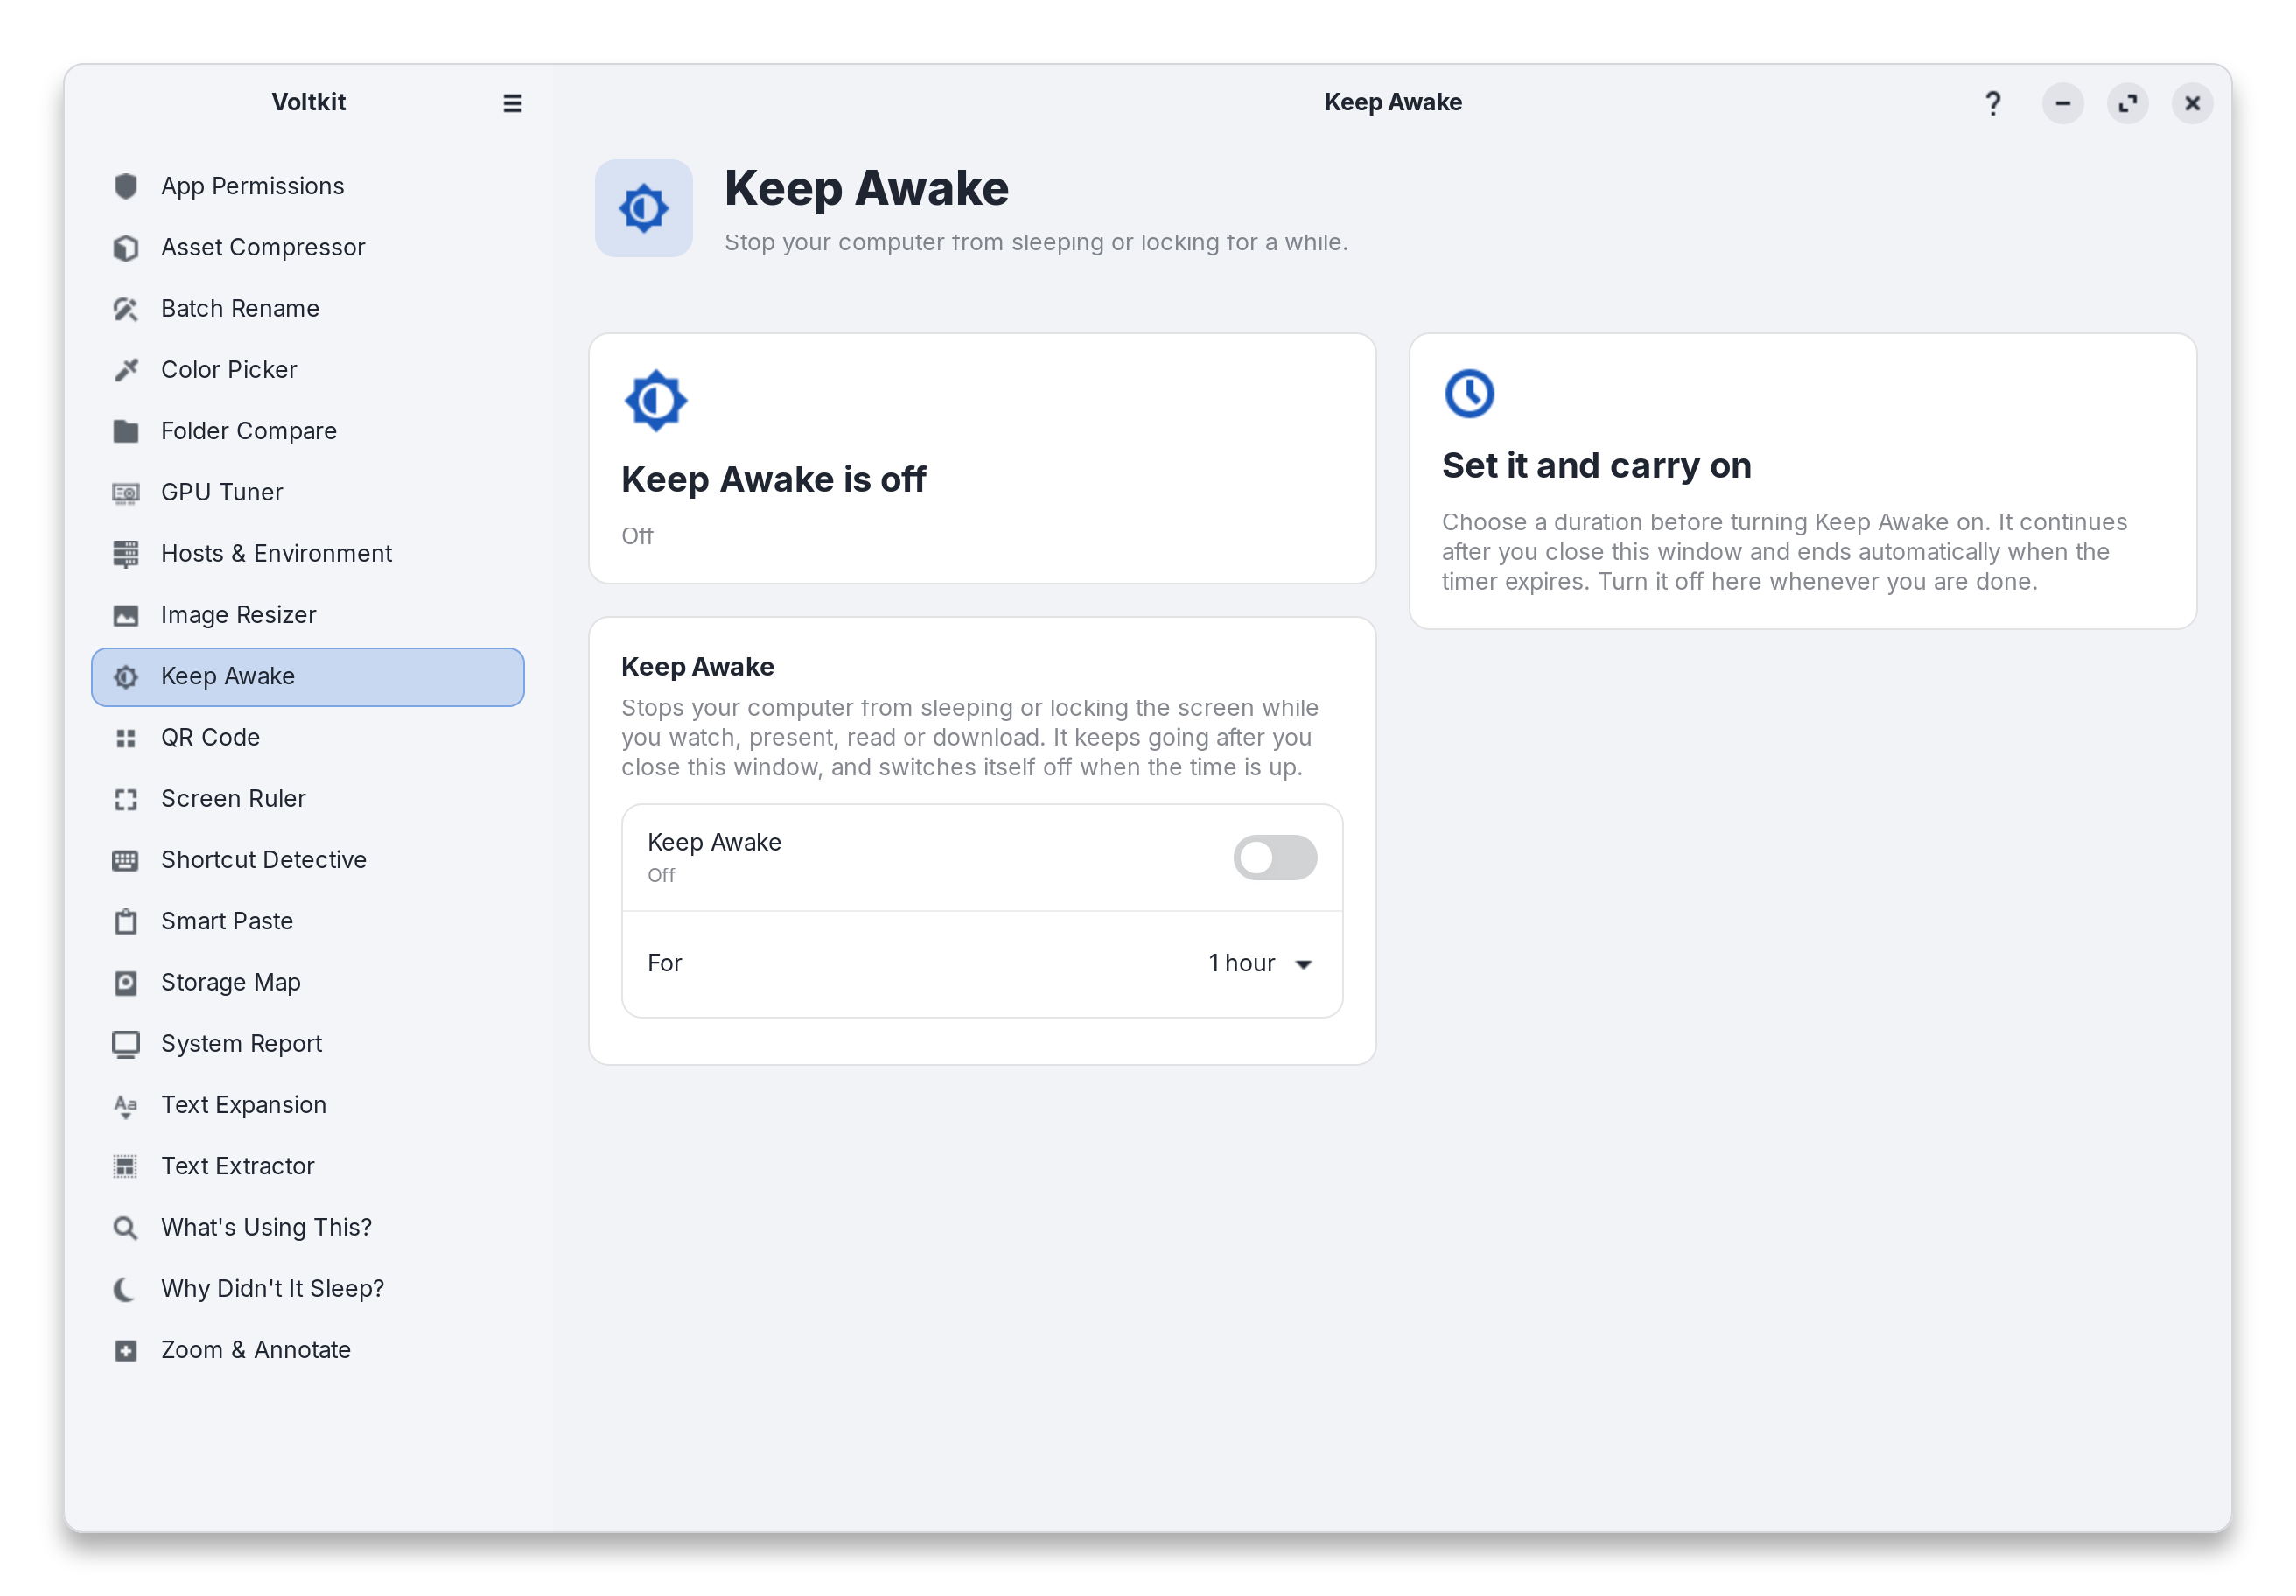 Voltkit
App Permissions
Asset Compressor
Batch Rename
Color Picker
Folder Compare
GPU Tuner
Hosts & Environment
Image Resizer
Keep Awake
QR Code
Screen Ruler
Shortcut Detective
Smart Paste
Storage Map
System Report
Text Expansion
Text Extractor
What's Using This?
Why Didn't It Sleep?
Zoom & Annotate
Keep Awake
?
Keep Awake
Stop your computer from sleeping or locking for a while.
Keep Awake is off
Off
Keep Awake
Stops your computer from sleeping or locking the screen while
you watch, present, read or download. It keeps going after you
close this window, and switches itself off when the time is up.
Keep Awake
Off
For
1 hour
Set it and carry on
Choose a duration before turning Keep Awake on. It continues
after you close this window and ends automatically when the
timer expires. Turn it off here whenever you are done.